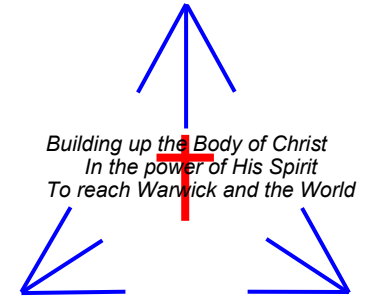 Building up the Body of Christ
In the power of His Spirit
To reach Warwick and the World